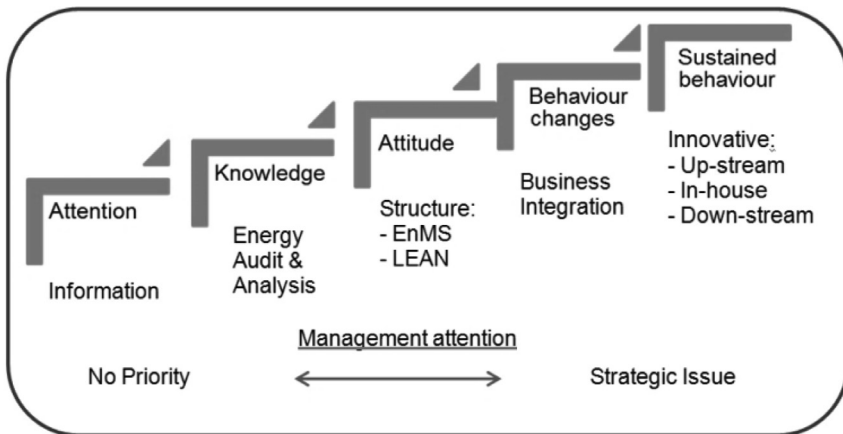 Attention
Information
Knowledge
Energy
Audit &
Analysis
Attitude
Structure:
- EnMS
- LEAN
Behaviour
changes
Business
Integration
Sustained
behaviour
Innovative:
- Up-stream
- In-house
- Down-stream
Management attention
No Priority
Strategic Issue